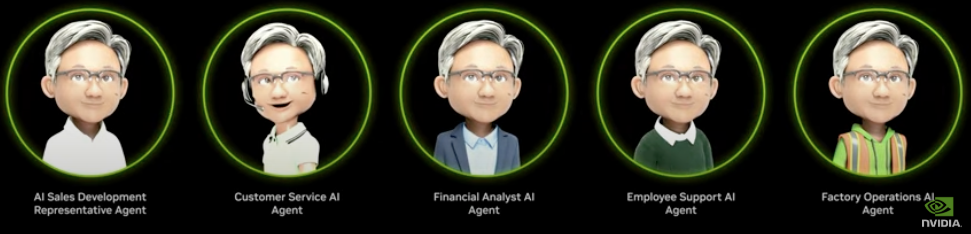 AI Sales Development
Representative Agent
Customer Service AI
Agent
Financial Analyst AI
Agent
Employee Support AI
Agent
Factory Operations AI
Agent
NVIDIA.